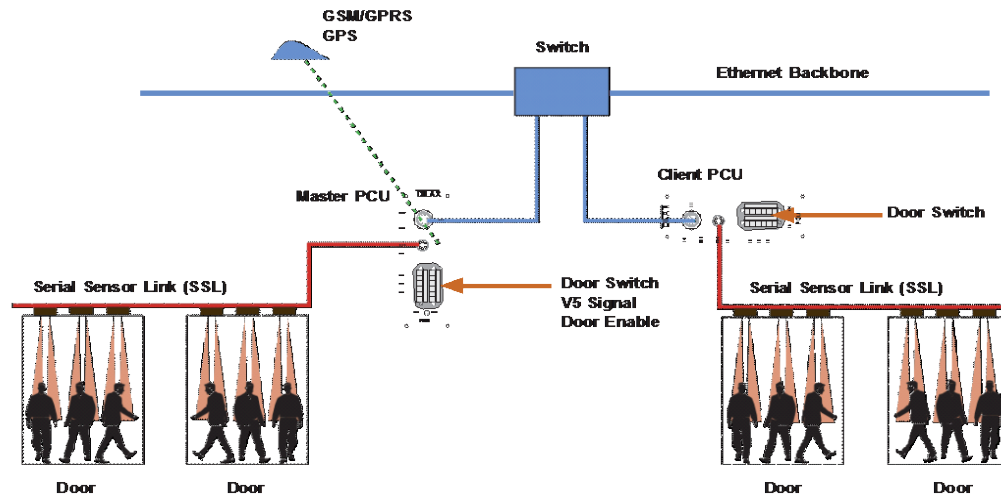 GSM/GPRS
GPS
Switch
Ethernet Backbone
Master PCU
Client PCU
Door Switch
Serial Sensor Link (SSL)
Door Switch
V5 Signal
Door Enable
Serial Sensor Link (SSL)
Door
Door
Door
Door